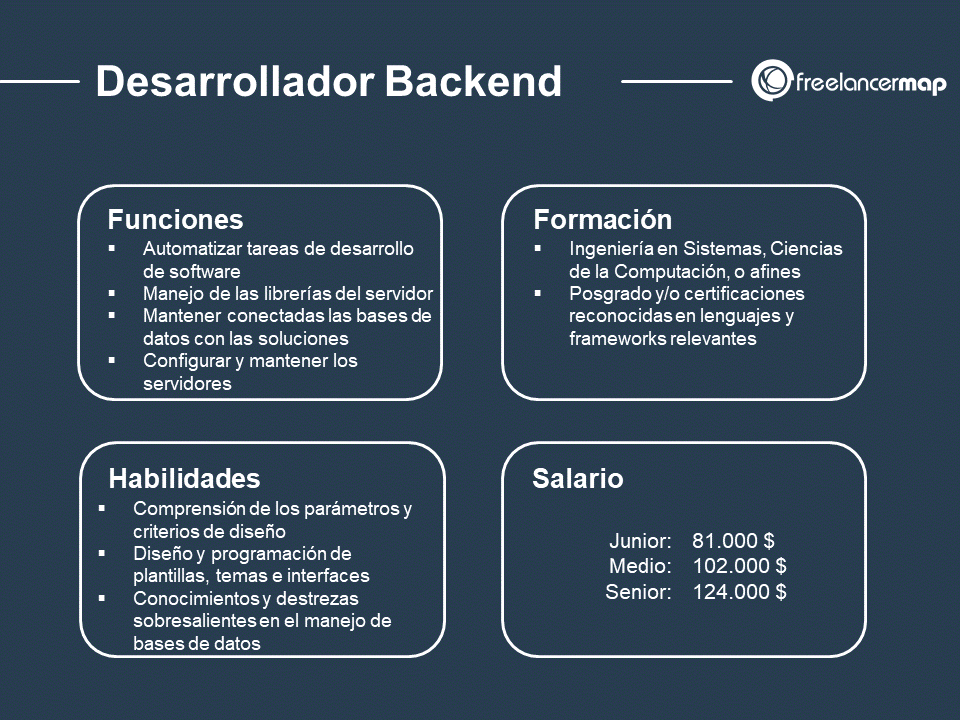 Desarrollador Backend
freelancermap
Funciones
▪ Automatizar tareas de desarrollo
de software
▪ Manejo de las librerías del servidor
▪ Mantener conectadas las bases de
datos con las soluciones
▪ Configurar y mantener los
servidores
Formación
▪ Ingeniería en Sistemas, Ciencias
de la Computación, o afines
▪ Posgrado y/o certificaciones
reconocidas en lenguajes y
frameworks relevantes
Habilidades
▪ Comprensión de los parámetros y
criterios de diseño
▪ Diseño y programación de
plantillas, temas e interfaces
▪ Conocimientos y destrezas
sobresalientes en el manejo de
bases de datos
Salario
Junior: 81.000 $
Medio: 102.000 $
Senior: 124.000 $